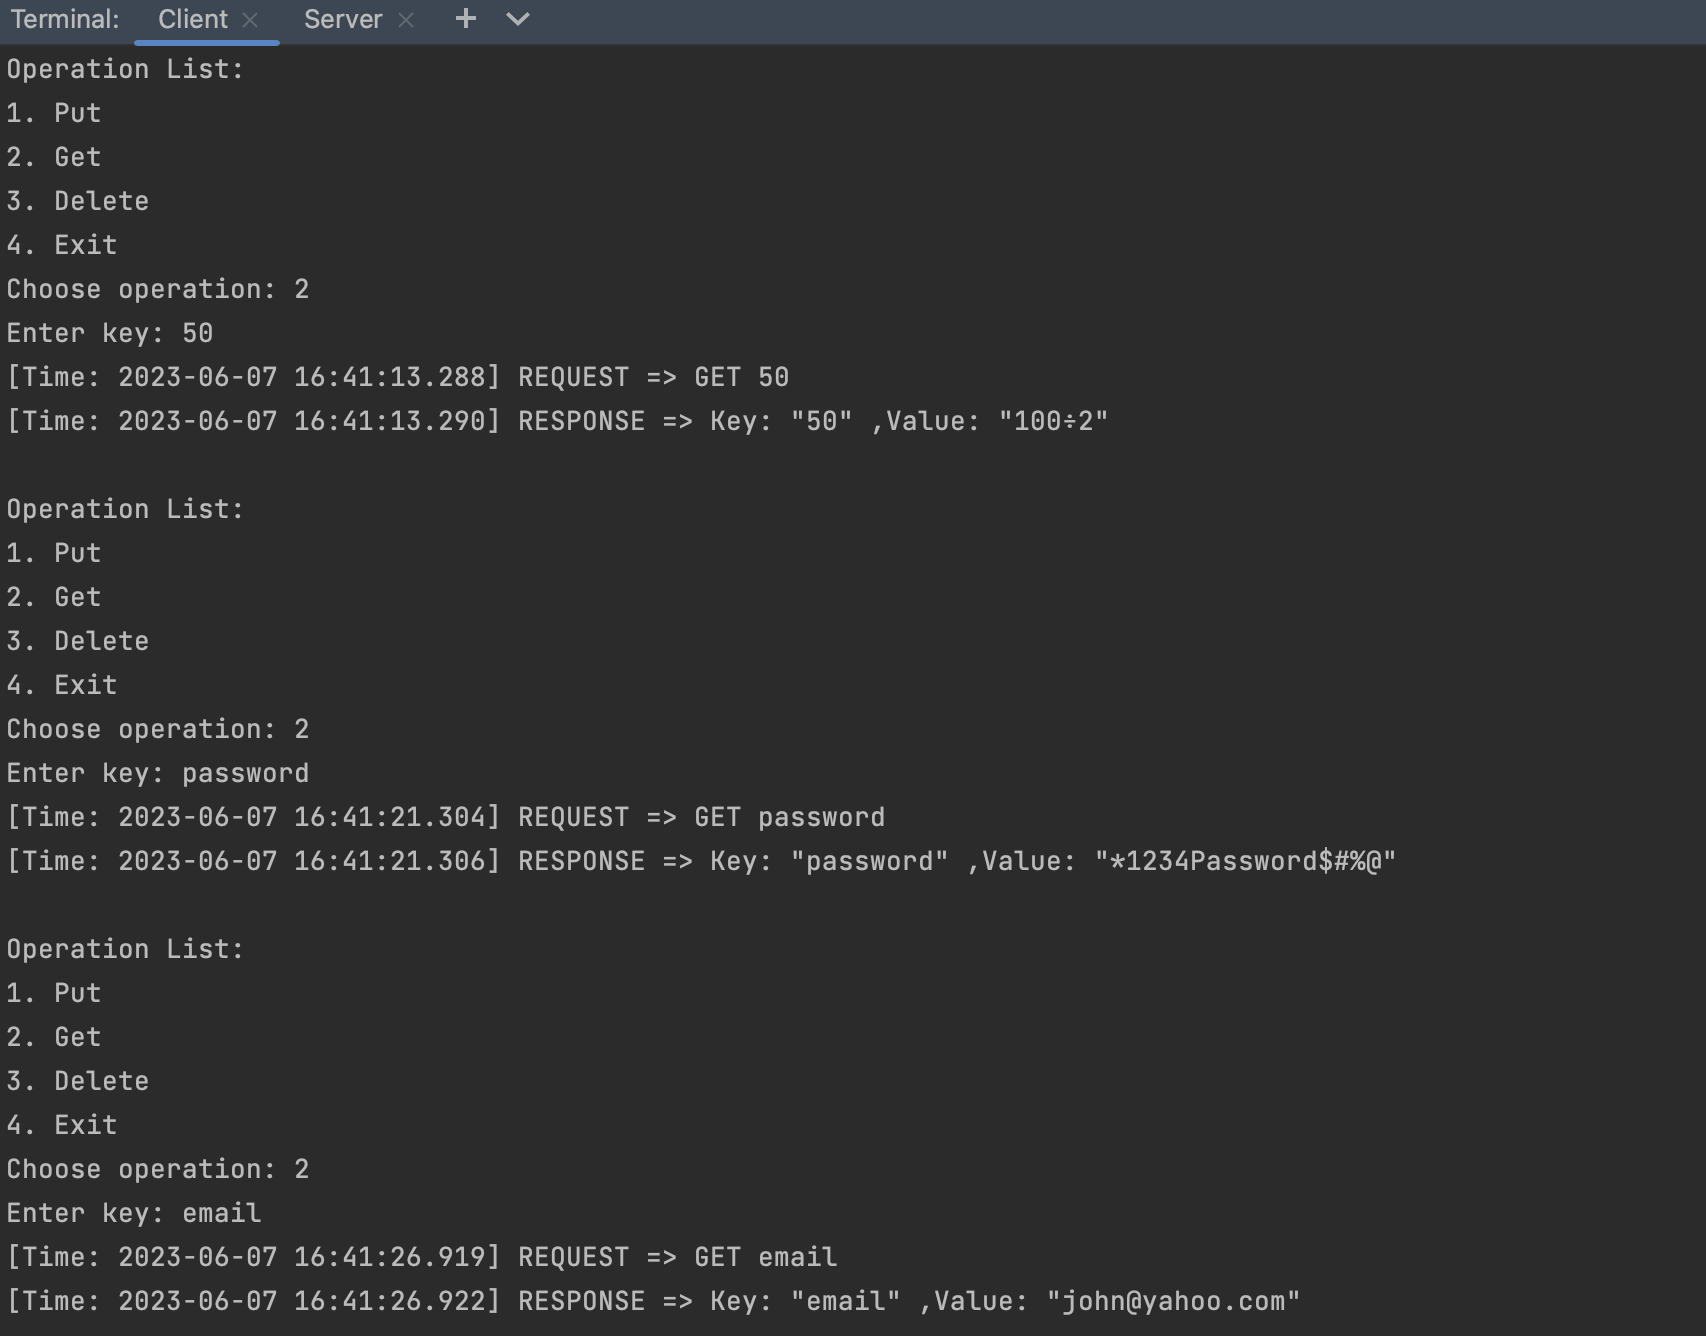 Terminal: Client × Server × +
Operation List:
1. Put
2. Get
3. Delete
4. Exit
Choose operation: 2
Enter key: 50
[Time: 2023-06-07 16:41:13.288] REQUEST => GET 50
[Time: 2023-06-07 16:41:13.290] RESPONSE => Key: "50" ,Value: "100÷2"
Operation List:
1. Put
2. Get
3. Delete
4. Exit
Choose operation: 2
Enter key: password
[Time: 2023-06-07 16:41:21.304] REQUEST => GET password
[Time: 2023-06-07 16:41:21.306] RESPONSE => Key: "password" ,Value: "*1234Password$#%@"
Operation List:
1. Put
2. Get
3. Delete
4. Exit
Choose operation: 2
Enter key: email
[Time: 2023-06-07 16:41:26.919] REQUEST => GET email
[Time: 2023-06-07 16:41:26.922] RESPONSE => Key: "email" ,Value: "john@yahoo.com"